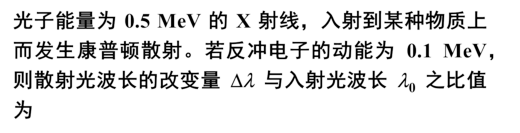 光子能量为 0.5 MeV 的 X 射线，入射到某种物质上
而发生康普顿散射。若反冲电子的动能为 0.1 MeV，
则散射光波长的改变量 Δλ 与入射光波长 λ₀ 之比值
为